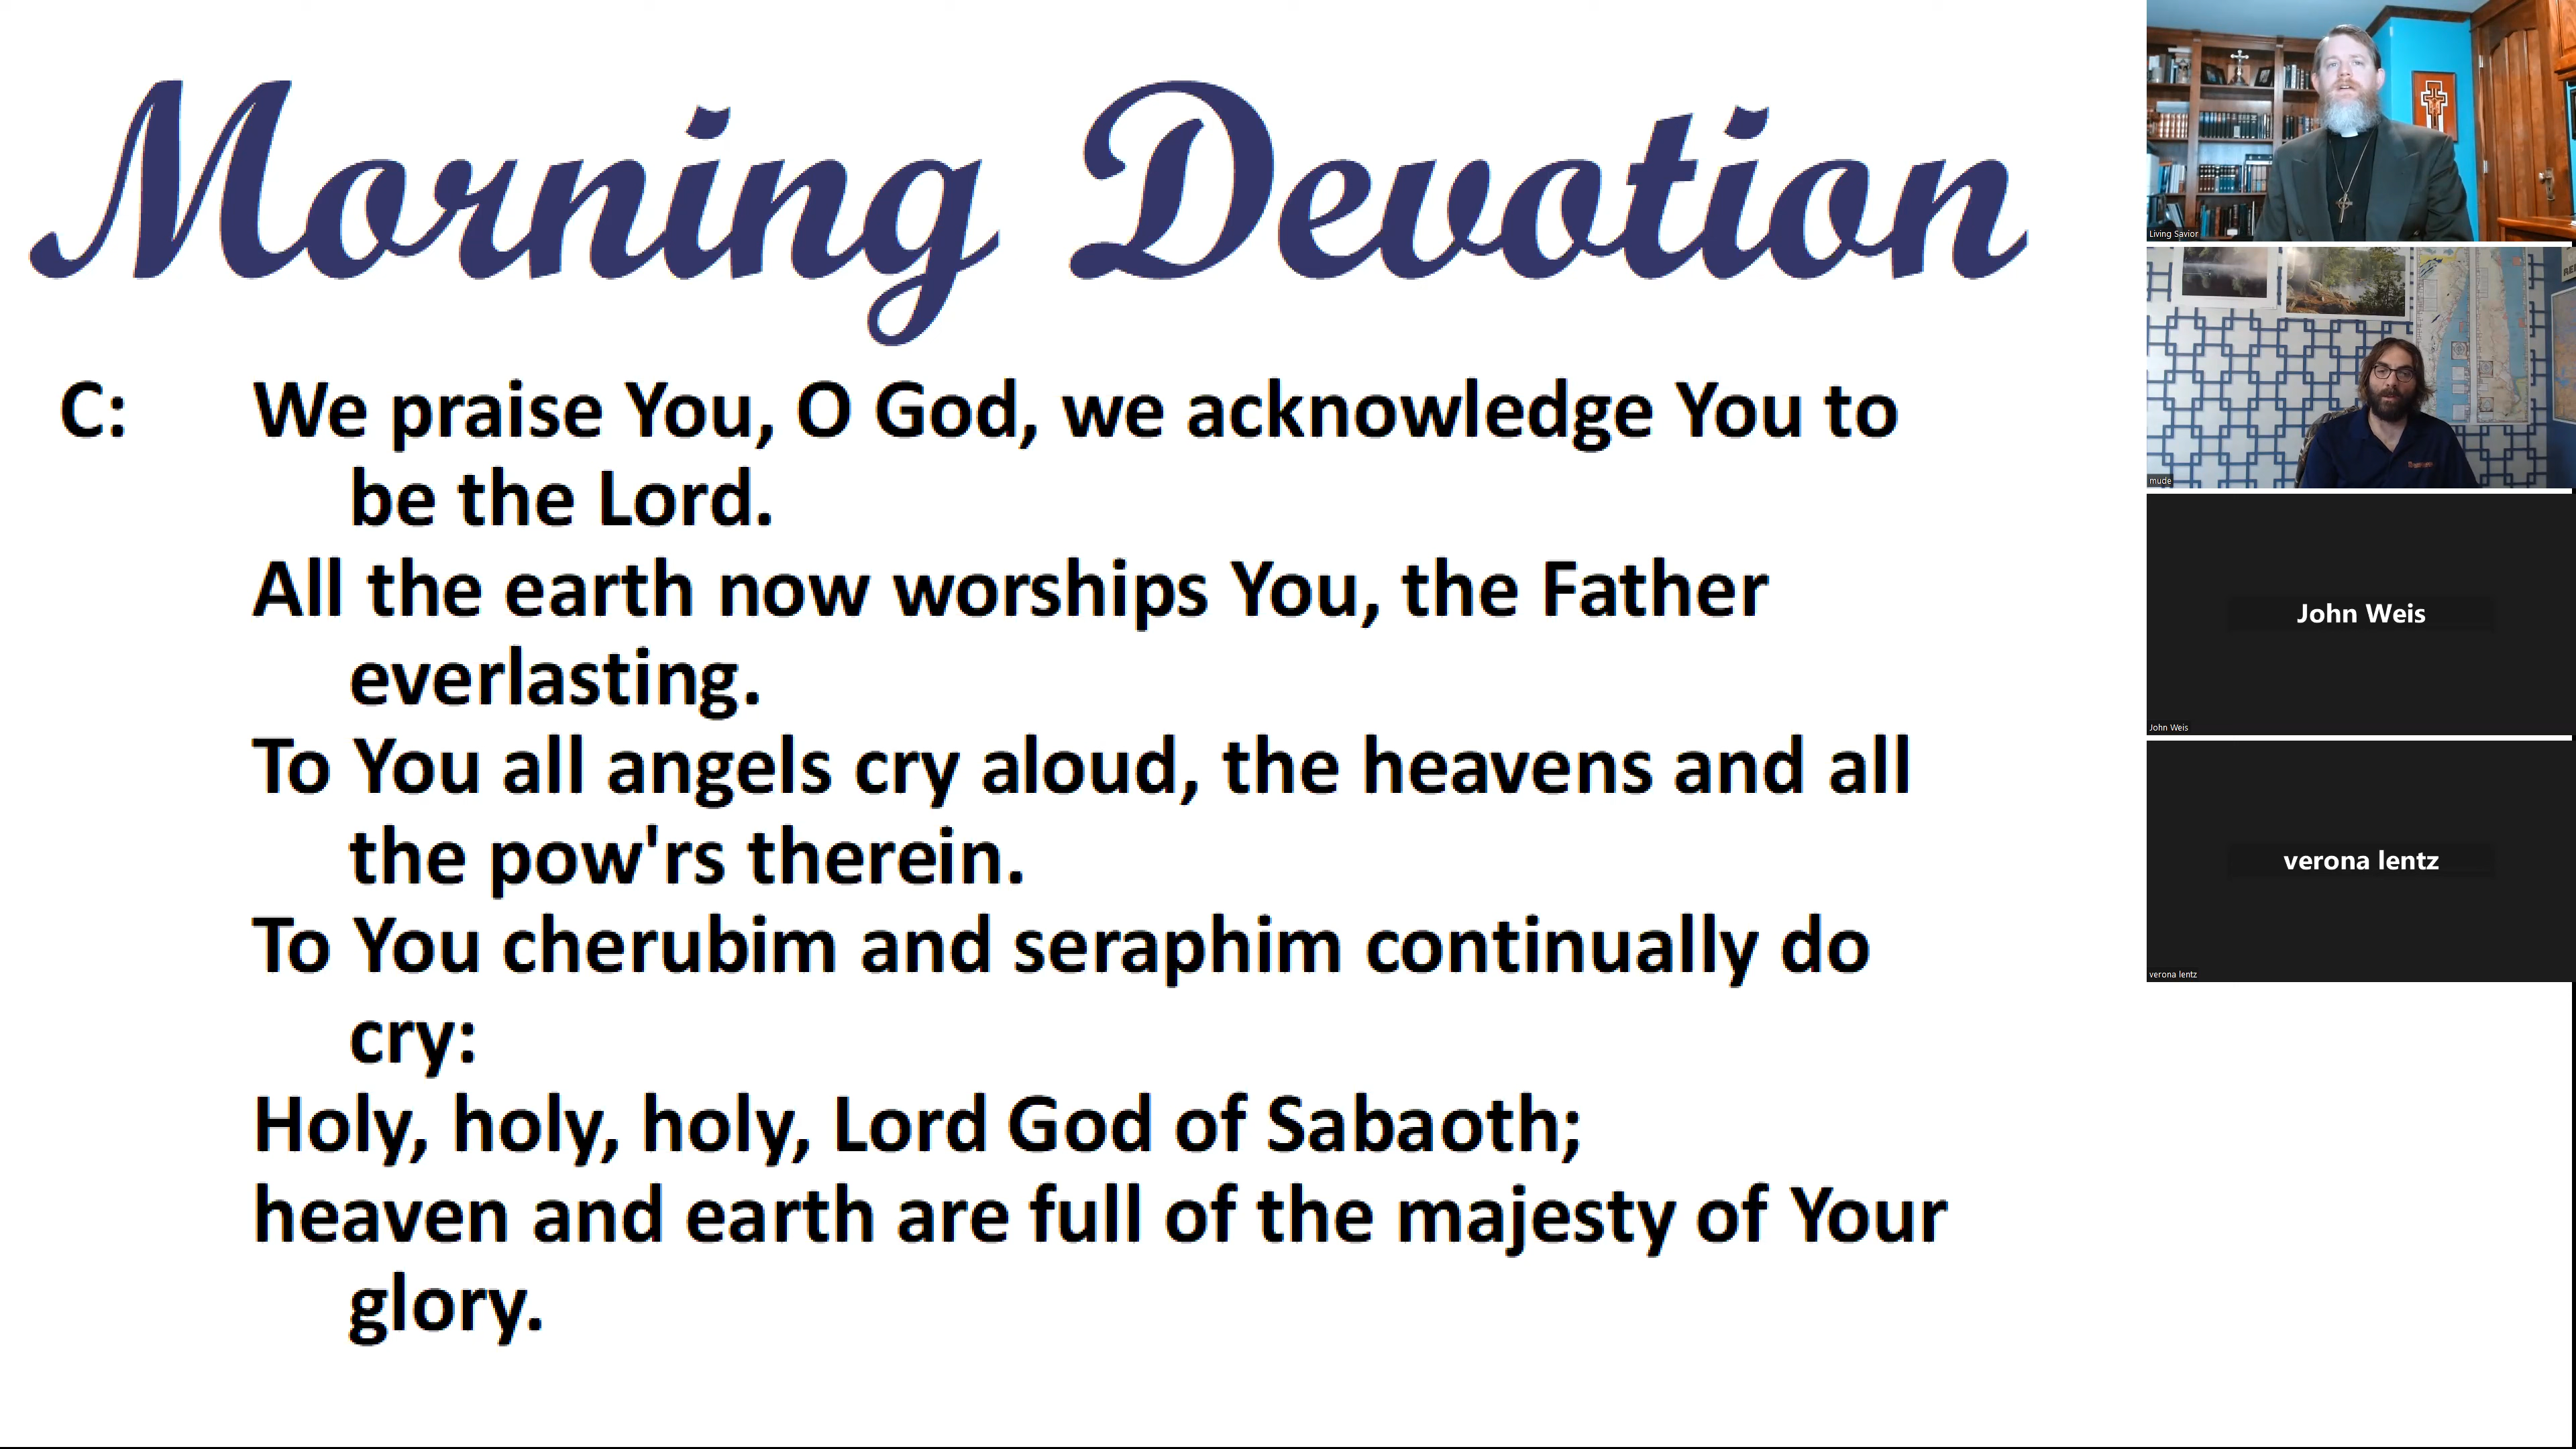 Morning Devotion
C: We praise You, O God, we acknowledge You to
be the Lord.
All the earth now worships You, the Father
everlasting.
To You all angels cry aloud, the heavens and all
the pow'rs therein.
To You cherubim and seraphim continually do
cry:
Holy, holy, holy, Lord God of Sabaoth;
heaven and earth are full of the majesty of Your
glory.
Living Savior
mude
John Weis
John Weis
verona lentz
verona lentz